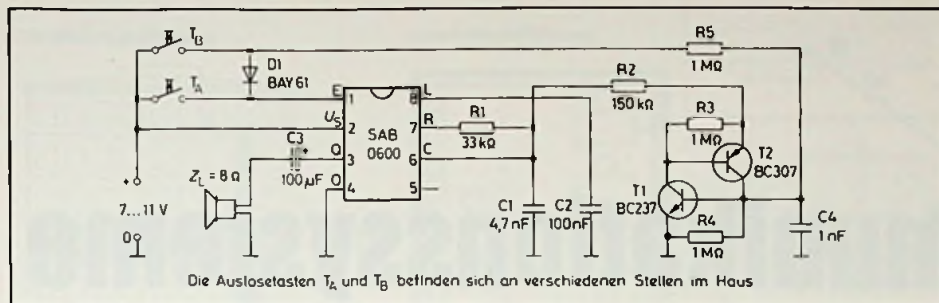 T_B
R5
1 MΩ
D1
BAY 61
R2
150 kΩ
T_A
E
1
8
L
R3
1 MΩ
U_S
2
SAB
0600
7
R
R1
33 kΩ
T2
BC307
C3
+
100 µF
Q
3
6
C
T1
BC237
Z_L = 8 Ω
O
4
5
+
7...11 V
0
C1
4,7 nF
C2
100 nF
R4
1 MΩ
C4
1 nF
Die Auslosetasten T_A und T_B befinden sich an verschiedenen Stellen im Haus